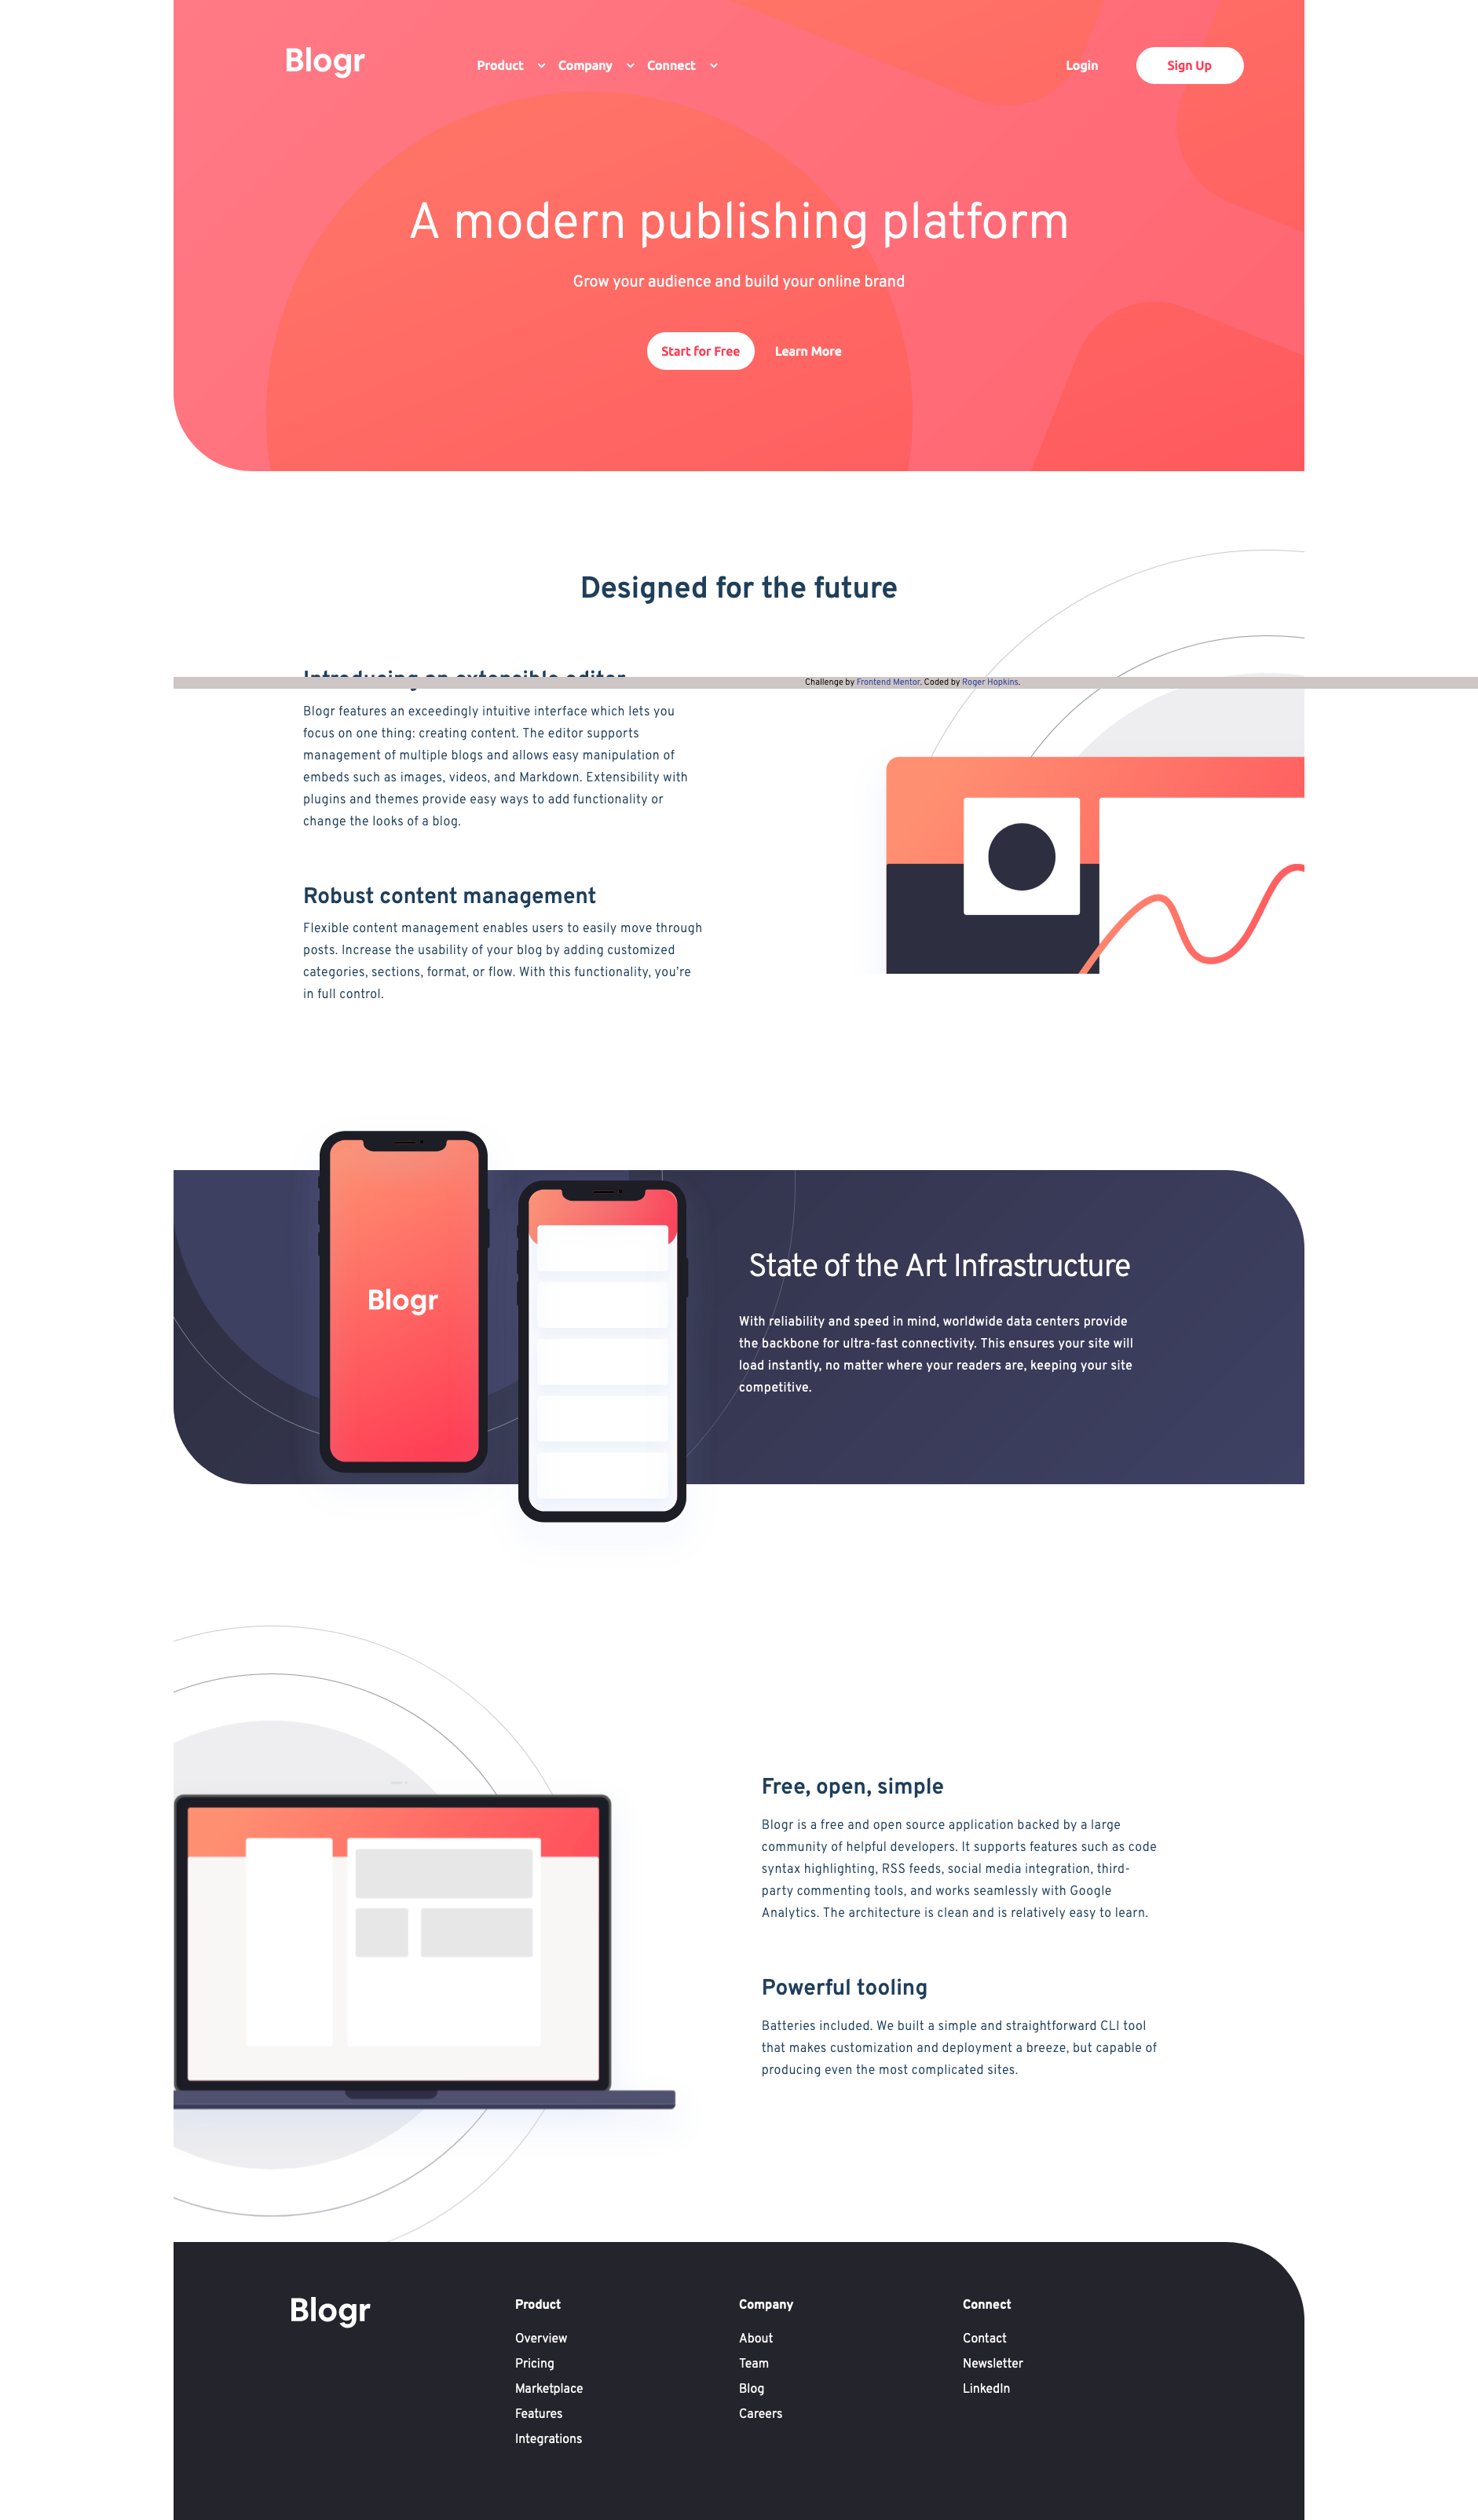 Blogr
Product Company Connect
Login
Sign Up
A modern publishing platform
Grow your audience and build your online brand
Start for Free
Learn More
Designed for the future
Introducing an extensible editor
Challenge by Frontend Mentor. Coded by Roger Hopkins.
Blogr features an exceedingly intuitive interface which lets you
focus on one thing: creating content. The editor supports
management of multiple blogs and allows easy manipulation of
embeds such as images, videos, and Markdown. Extensibility with
plugins and themes provide easy ways to add functionality or
change the looks of a blog.
Robust content management
Flexible content management enables users to easily move through
posts. Increase the usability of your blog by adding customized
categories, sections, format, or flow. With this functionality, you’re
in full control.
Blogr
State of the Art Infrastructure
With reliability and speed in mind, worldwide data centers provide
the backbone for ultra-fast connectivity. This ensures your site will
load instantly, no matter where your readers are, keeping your site
competitive.
Free, open, simple
Blogr is a free and open source application backed by a large
community of helpful developers. It supports features such as code
syntax highlighting, RSS feeds, social media integration, third-
party commenting tools, and works seamlessly with Google
Analytics. The architecture is clean and is relatively easy to learn.
Powerful tooling
Batteries included. We built a simple and straightforward CLI tool
that makes customization and deployment a breeze, but capable of
producing even the most complicated sites.
Blogr
Product
Overview
Pricing
Marketplace
Features
Integrations
Company
About
Team
Blog
Careers
Connect
Contact
Newsletter
LinkedIn